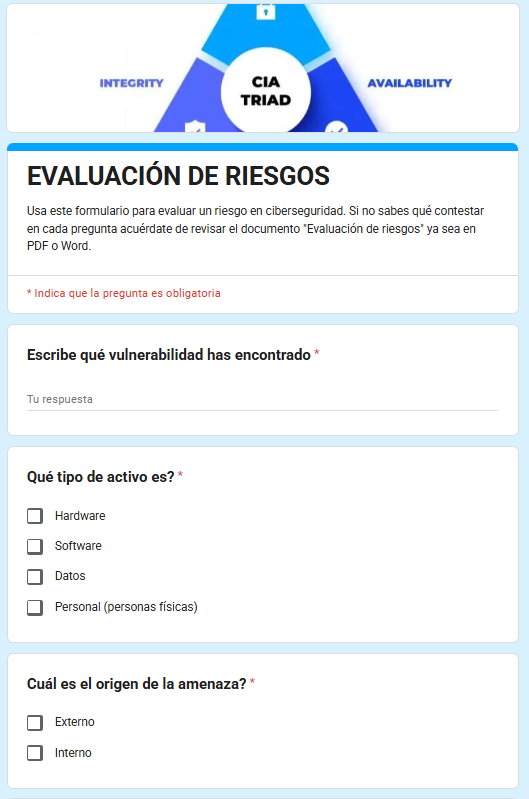 INTEGRITY
CIA
TRIAD
AVAILABILITY
EVALUACIÓN DE RIESGOS
Usa este formulario para evaluar un riesgo en ciberseguridad. Si no sabes qué contestar
en cada pregunta acuérdate de revisar el documento "Evaluación de riesgos" ya sea en
PDF o Word.
* Indica que la pregunta es obligatoria
Escribe qué vulnerabilidad has encontrado *
Tu respuesta
Qué tipo de activo es? *
Hardware
Software
Datos
Personal (personas físicas)
Cuál es el origen de la amenaza? *
Externo
Interno